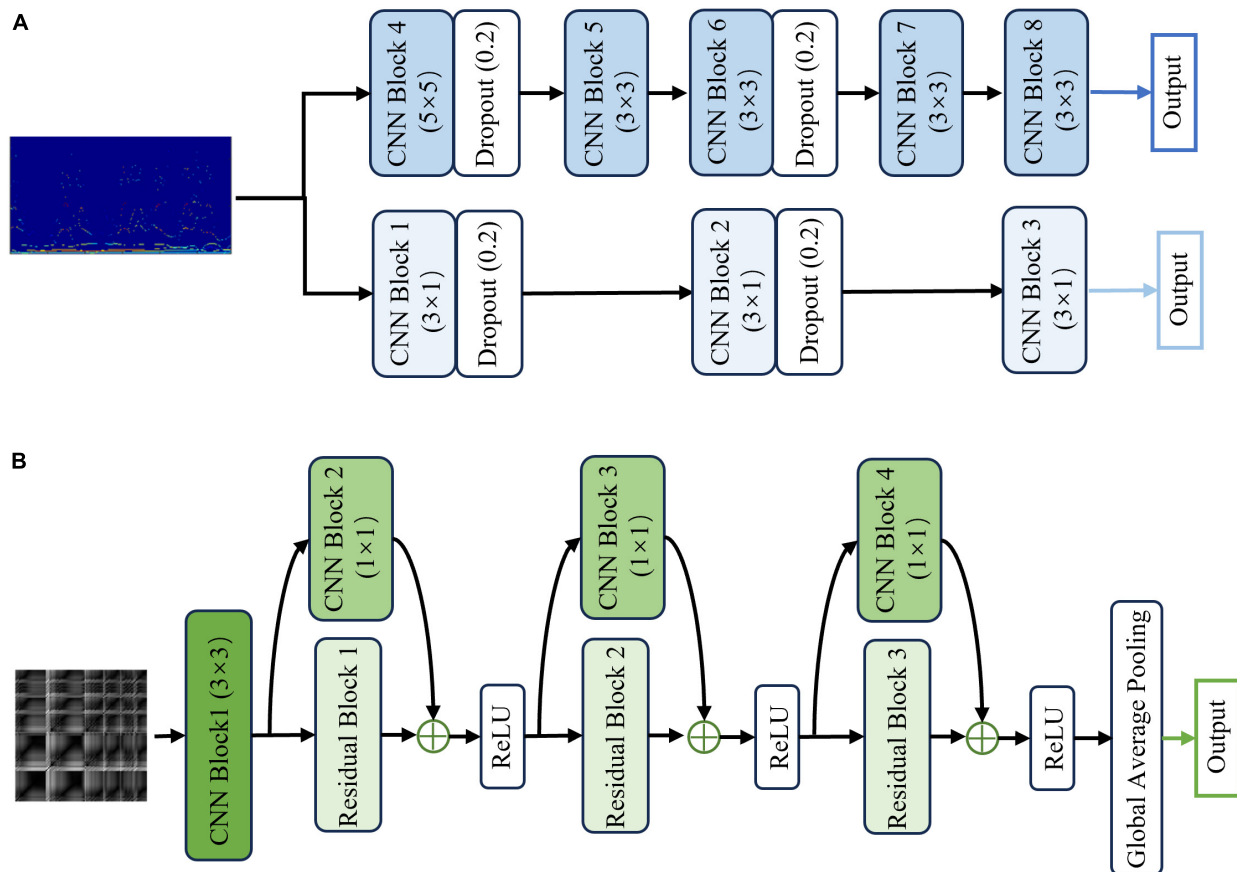 A
CNN Block 4
(5×5)
Dropout (0.2)
CNN Block 5
(3×3)
CNN Block 6
(3×3)
Dropout (0.2)
CNN Block 7
(3×3)
CNN Block 8
(3×3)
Output
CNN Block 1
(3×1)
Dropout (0.2)
CNN Block 2
(3×1)
Dropout (0.2)
CNN Block 3
(3×1)
Output
B
CNN Block1 (3×3)
CNN Block 2
(1×1)
Residual Block 1
ReLU
CNN Block 3
(1×1)
Residual Block 2
ReLU
CNN Block 4
(1×1)
Residual Block 3
ReLU
Global Average Pooling
Output